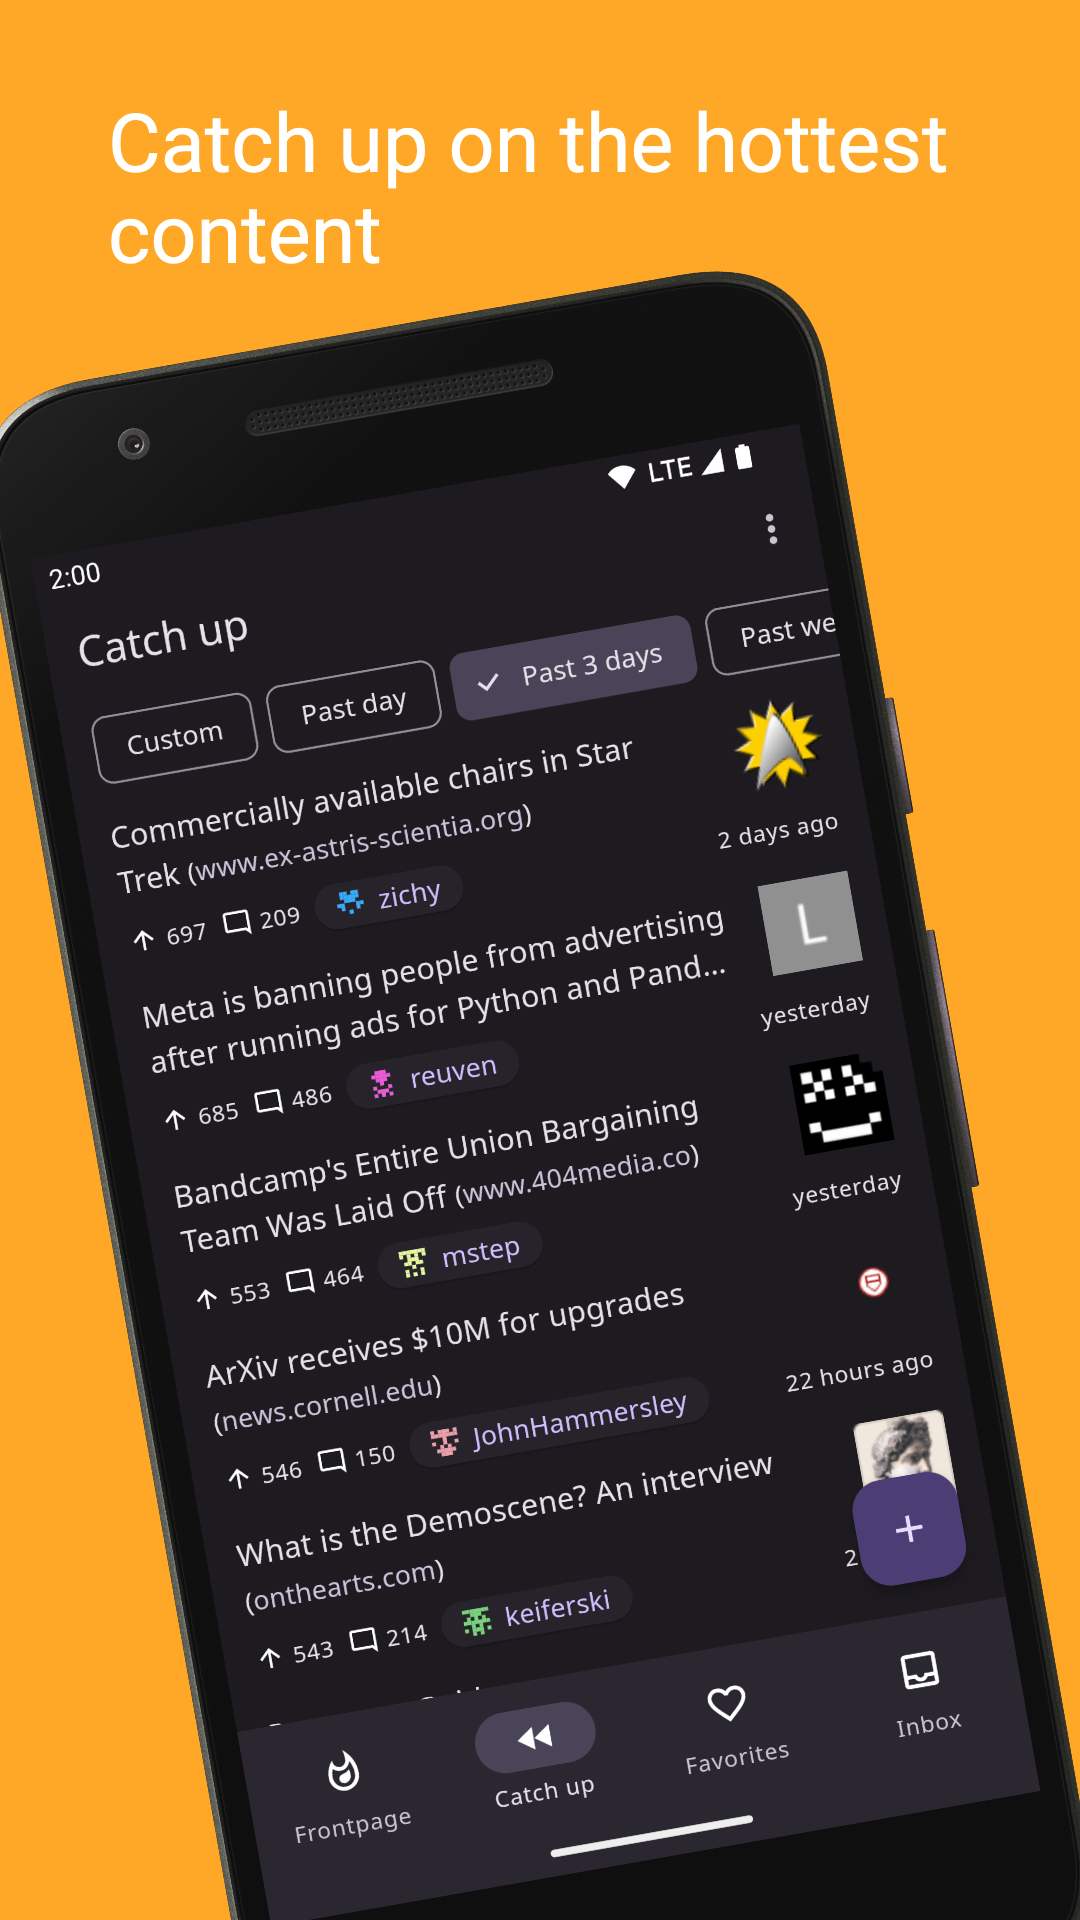 Catch up on the hottest
content
LTE
2:00
Catch up
Custom
Past day
Past 3 days
Past we
Commercially available chairs in Star
Trek (www.ex-astris-scientia.org)
2 days ago
697
209
zichy
L
Meta is banning people from advertising
after running ads for Python and Pand...
yesterday
685
486
reuven
Bandcamp's Entire Union Bargaining
Team Was Laid Off (www.404media.co)
yesterday
553
464
mstep
ArXiv receives $10M for upgrades
(news.cornell.edu)
22 hours ago
546
150
JohnHammersley
What is the Demoscene? An interview
(onthearts.com)
2
543
214
keiferski
Frontpage
Catch up
Favorites
Inbox